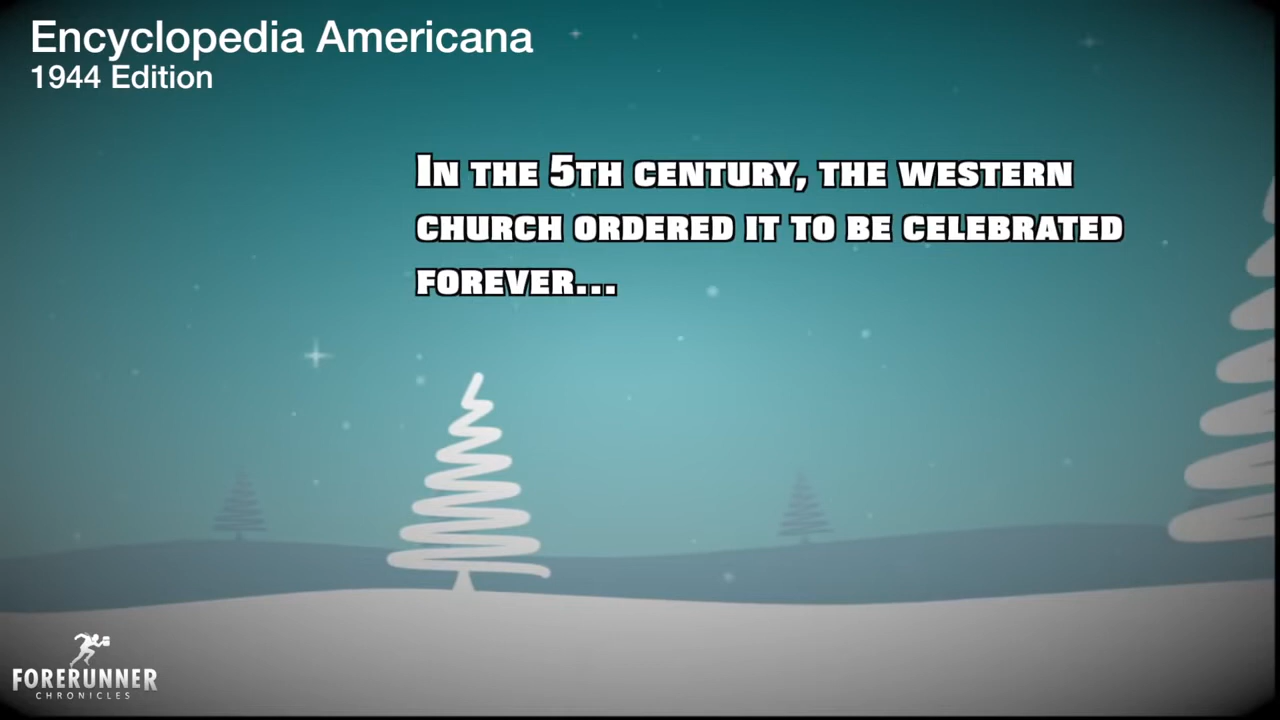 Encyclopedia Americana
1944 Edition
In the 5th century, the western
church ordered it to be celebrated
forever...
FORERUNNER
CHRONICLES